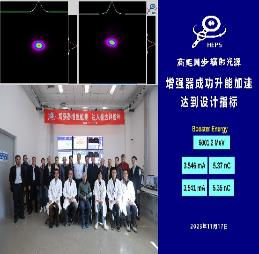 HEPS
高能同步辐射光源
增强器成功升能加速
达到设计指标
Booster Energy
6001.2 MeV
3.546 mA 5.37 nC
3.541 mA 5.35 nC
2023年11月17日